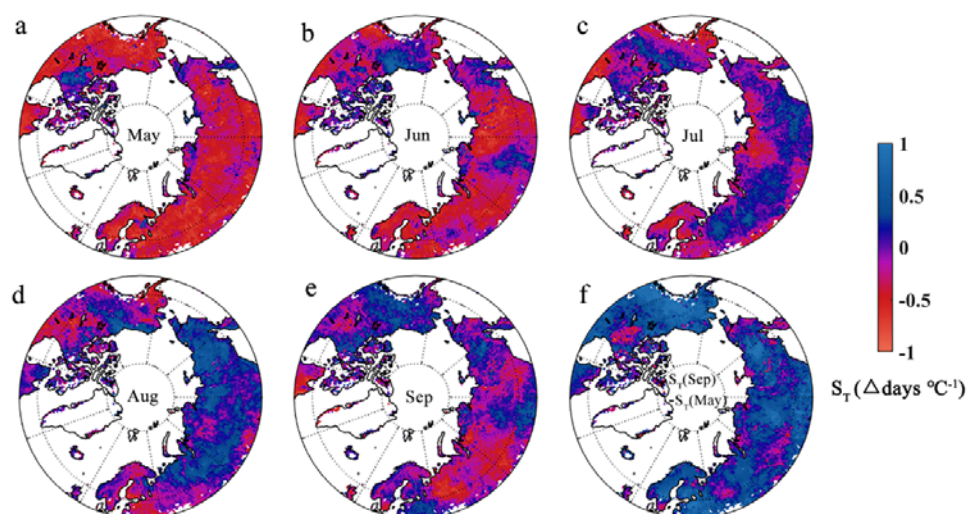 a
May
b
Jun
c
Jul
d
Aug
e
Sep
f
S_T(Sep)
-S_T(May)
1
0.5
0
-0.5
-1
S_T (△days °C⁻¹)